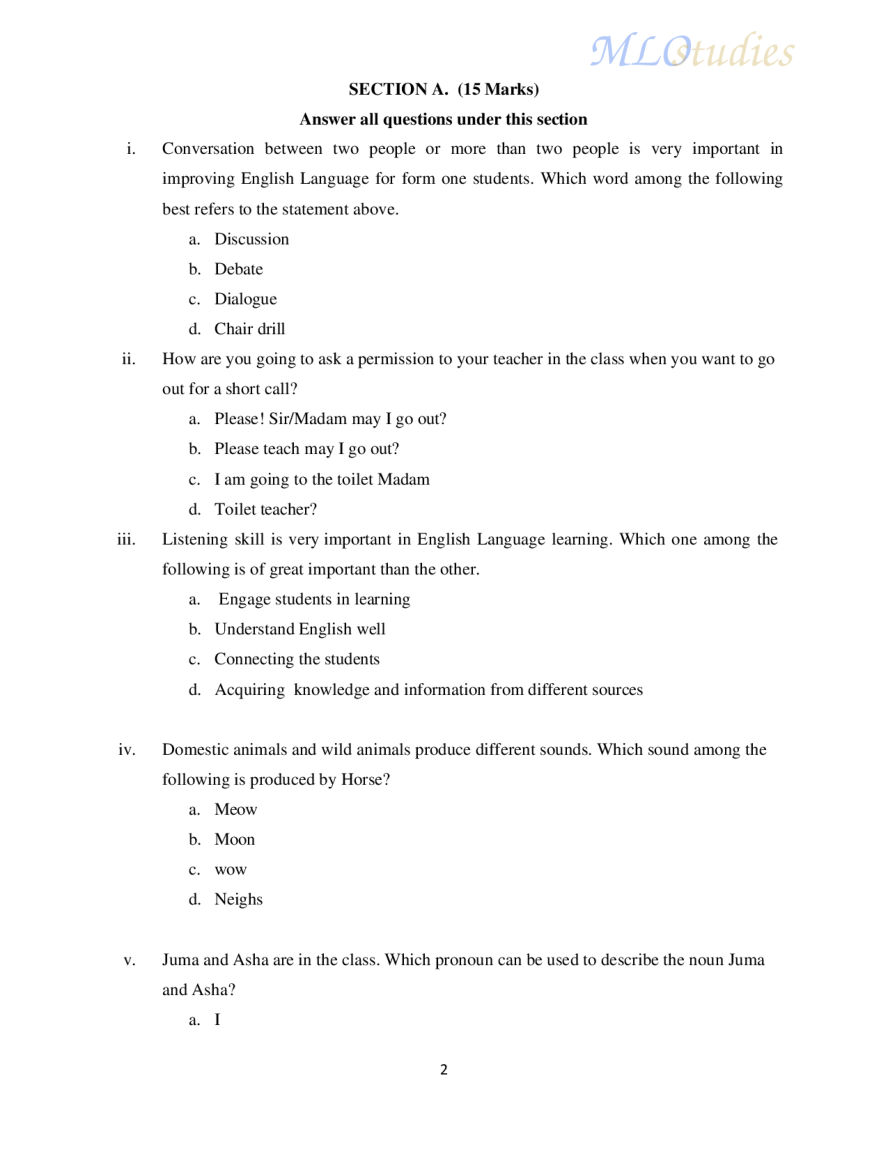 MLOstudies
SECTION A. (15 Marks)
Answer all questions under this section
i. Conversation between two people or more than two people is very important in
improving English Language for form one students. Which word among the following
best refers to the statement above.
a. Discussion
b. Debate
c. Dialogue
d. Chair drill
ii. How are you going to ask a permission to your teacher in the class when you want to go
out for a short call?
a. Please! Sir/Madam may I go out?
b. Please teach may I go out?
c. I am going to the toilet Madam
d. Toilet teacher?
iii. Listening skill is very important in English Language learning. Which one among the
following is of great important than the other.
a. Engage students in learning
b. Understand English well
c. Connecting the students
d. Acquiring knowledge and information from different sources
iv. Domestic animals and wild animals produce different sounds. Which sound among the
following is produced by Horse?
a. Meow
b. Moon
c. wow
d. Neighs
v. Juma and Asha are in the class. Which pronoun can be used to describe the noun Juma
and Asha?
a. I
2